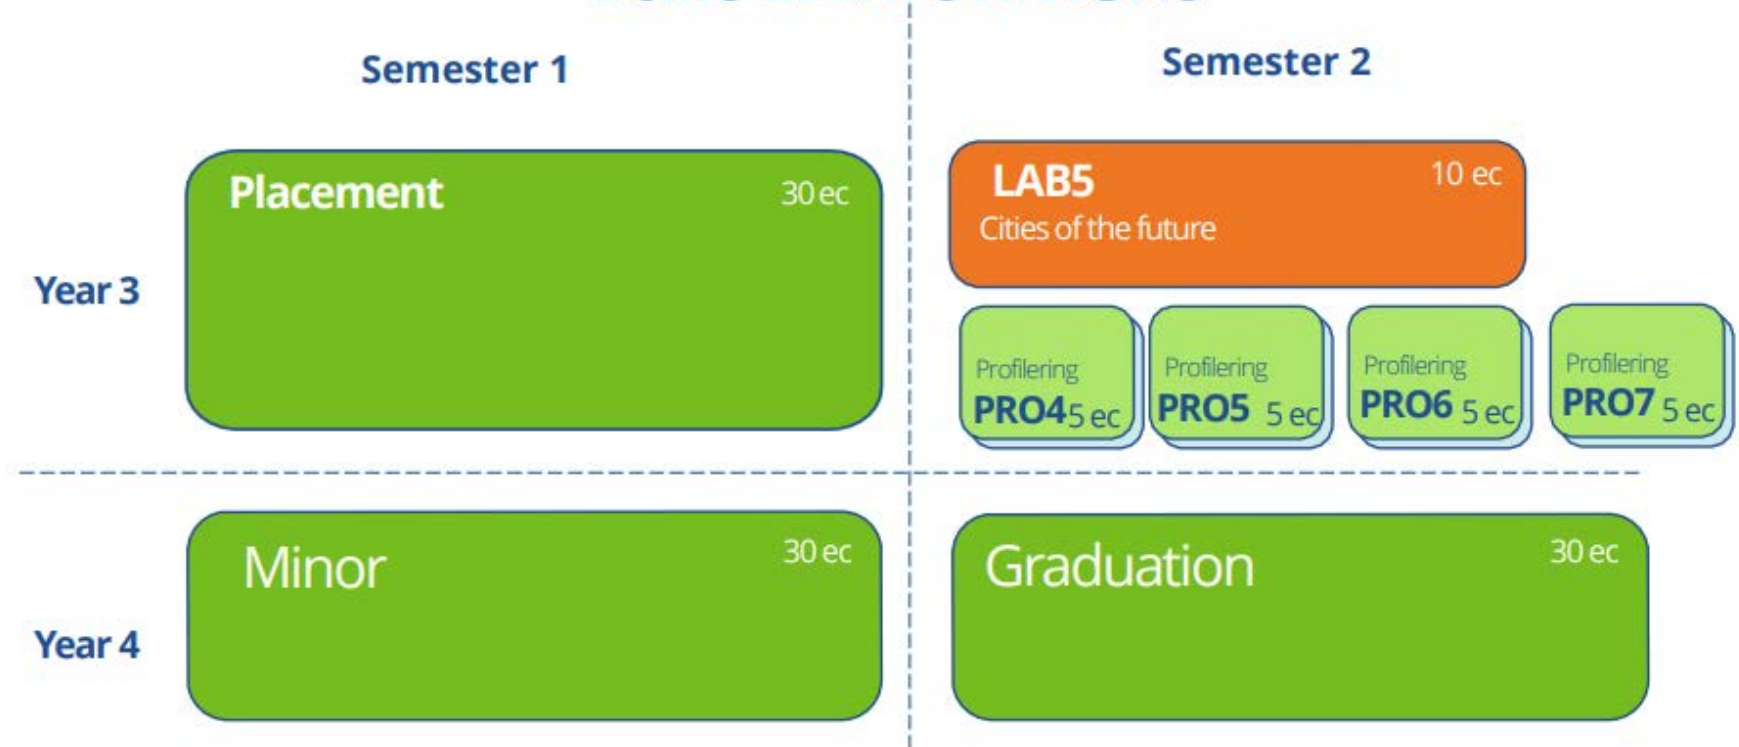 Semester 1
Semester 2
Year 3
Placement
30 ec
LAB5
10 ec
Cities of the future
Profilering
PRO4 5 ec
Profilering
PRO5 5 ec
Profilering
PRO6 5 ec
Profilering
PRO7 5 ec
Year 4
Minor
30 ec
Graduation
30 ec